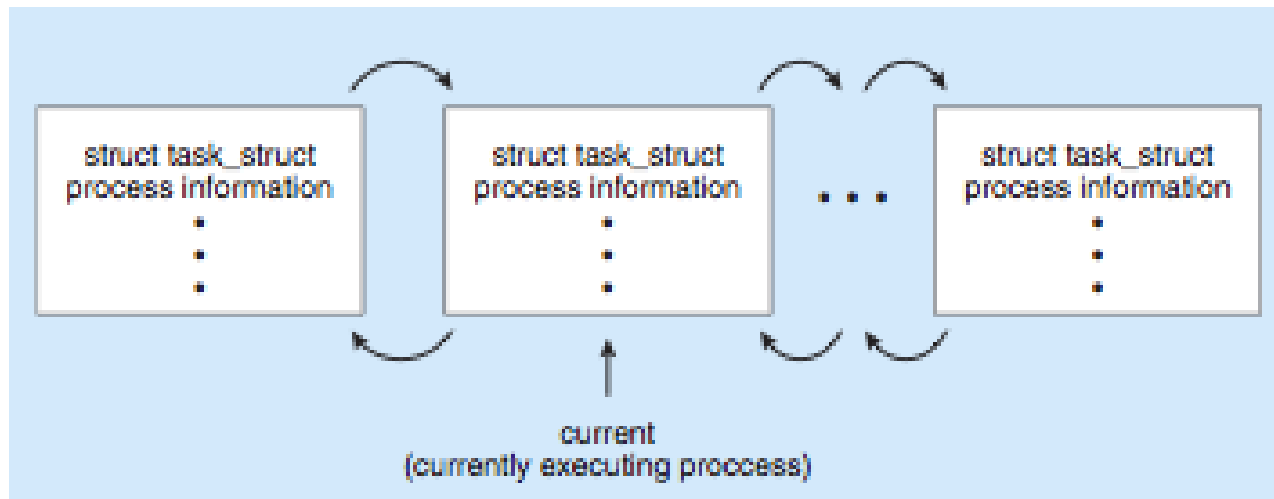 struct task_struct
process information
•
•
•
struct task_struct
process information
•
•
•
• • •
struct task_struct
process information
•
•
•
current
(currently executing proccess)